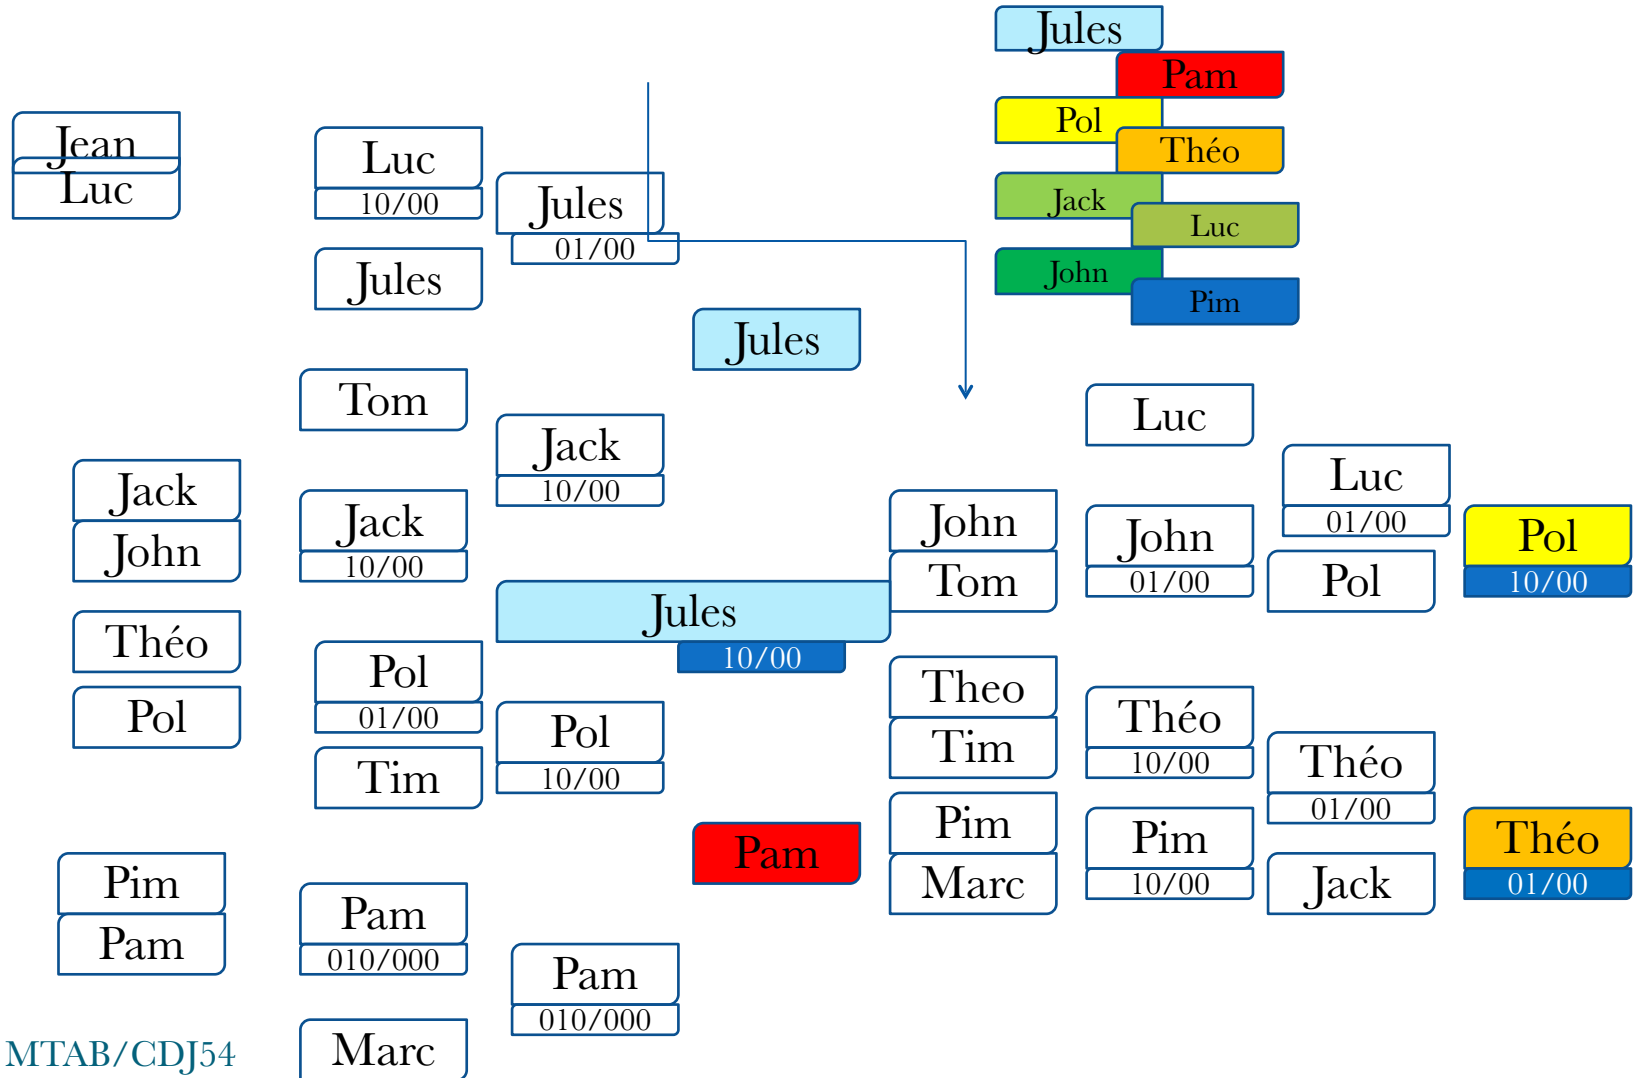 Jules
Pam
Pol
Théo
Jack
Luc
John
Pim
Jean
Luc
Luc
10/00
Jules
01/00
Jules
Jules
Tom
Jack
10/00
Jack
John
Jack
10/00
Théo
Pol
Pol
01/00
Tim
Pol
10/00
Jules
10/00
Pim
Pam
Pam
010/000
Marc
Pam
010/000
Pam
John
Tom
Theo
Tim
Pim
Marc
Luc
John
01/00
Théo
10/00
Pim
10/00
Luc
01/00
Pol
Théo
01/00
Jack
Pol
10/00
Théo
01/00
MTAB/CDJ54